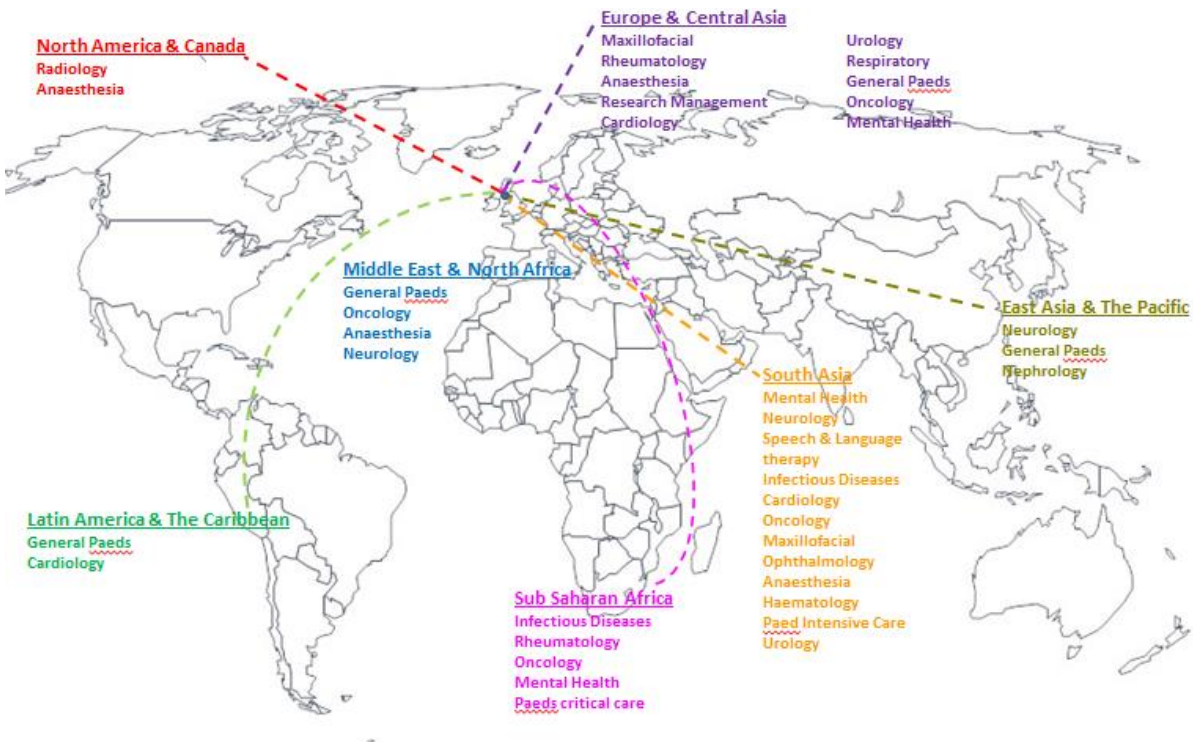 Europe & Central Asia
Maxillofacial
Rheumatology
Anaesthesia
Research Management
Cardiology
Urology
Respiratory
General Paeds
Oncology
Mental Health
North America & Canada
Radiology
Anaesthesia
Middle East & North Africa
General Paeds
Oncology
Anaesthesia
Neurology
East Asia & The Pacific
Neurology
General Paeds
Nephrology
South Asia
Mental Health
Neurology
Speech & Language
therapy
Infectious Diseases
Cardiology
Oncology
Maxillofacial
Ophthalmology
Anaesthesia
Haematology
Paed Intensive Care
Urology
Latin America & The Caribbean
General Paeds
Cardiology
Sub Saharan Africa
Infectious Diseases
Rheumatology
Oncology
Mental Health
Paeds critical care